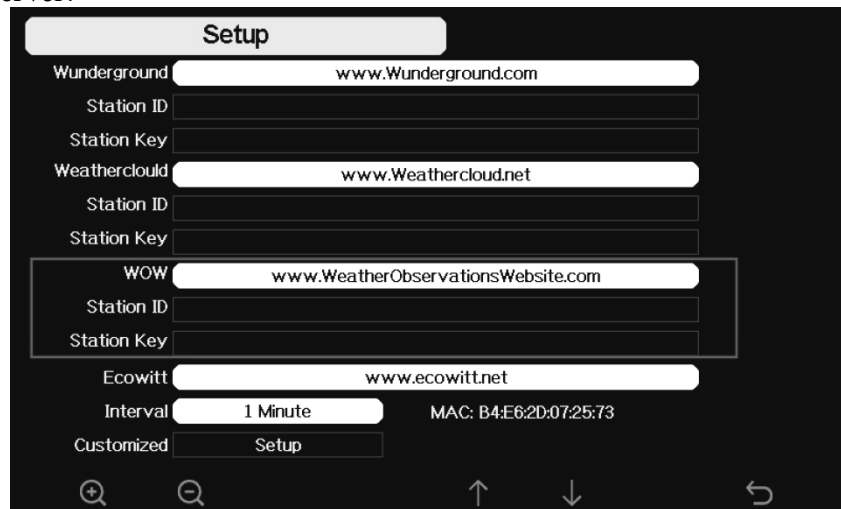 Setup
Wunderground www.Wunderground.com
Station ID
Station Key
Weatherclould www.Weathercloud.net
Station ID
Station Key
WOW www.WeatherObservationsWebsite.com
Station ID
Station Key
Ecowitt www.ecowitt.net
Interval 1 Minute MAC: B4:E6:2D:07:25:73
Customized Setup